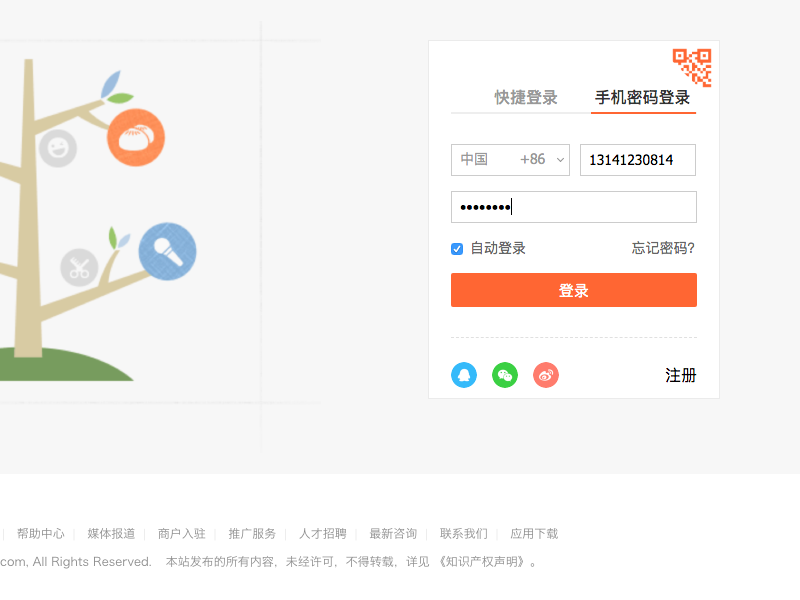 快捷登录 手机密码登录
中国 +86 13141230814
自动登录 忘记密码?
登录
注册
帮助中心 媒体报道 商户入驻 推广服务 人才招聘 最新咨询 联系我们 应用下载
com, All Rights Reserved. 本站发布的所有内容，未经许可，不得转载，详见 《知识产权声明》。